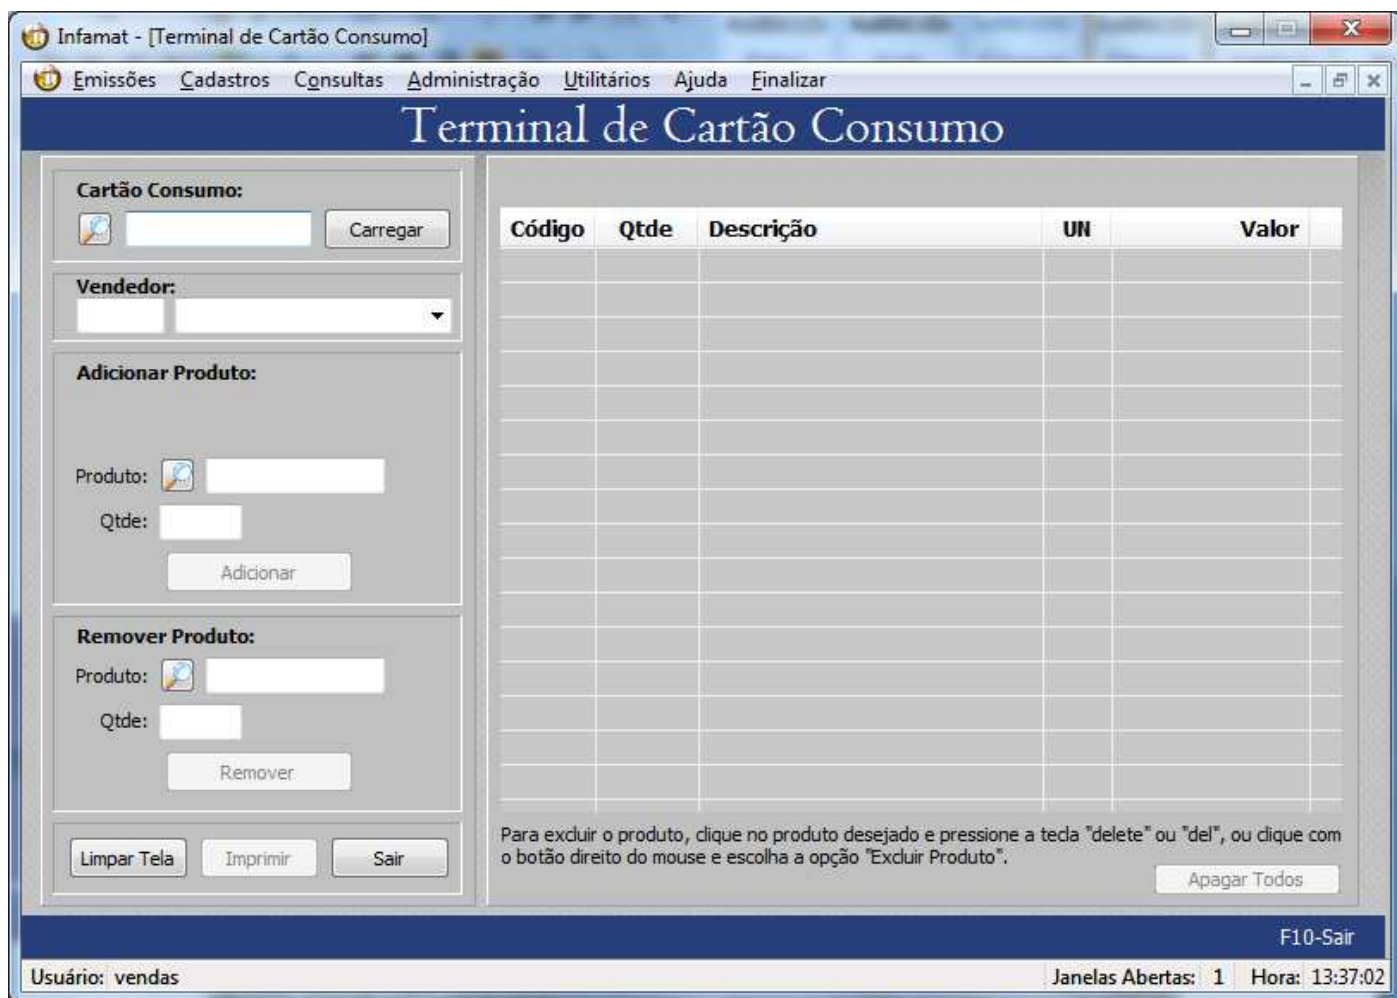 Infamat - [Terminal de Cartão Consumo]
Emissões Cadastros Consultas Administração Utilitários Ajuda Finalizar
Terminal de Cartão Consumo
Cartão Consumo:
Carregar
Vendedor:
Adicionar Produto:
Produto:
Qtde:
Adicionar
Remover Produto:
Produto:
Qtde:
Remover
Limpar Tela Imprimir Sair
Código Qtde Descrição UN Valor
Para excluir o produto, clique no produto desejado e pressione a tecla "delete" ou "del", ou clique com
o botão direito do mouse e escolha a opção "Excluir Produto".
Apagar Todos
F10-Sair
Usuário: vendas Janelas Abertas: 1 Hora: 13:37:02